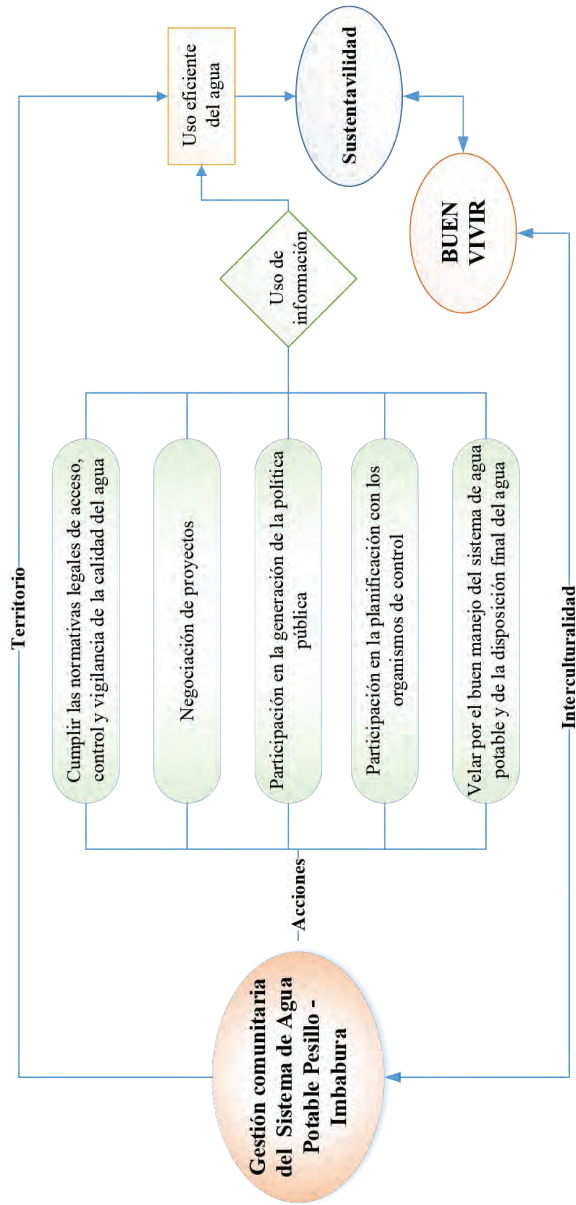 Territorio
Gestión comunitaria
del Sistema de Agua
Potable Pesillo -
Imbabura
Acciones
Cumplir las normativas legales de acceso,
control y vigilancia de la calidad del agua
Negociación de proyectos
Participación en la generación de la política
pública
Participación en la planificación con los
organismos de control
Velar por el buen manejo del sistema de agua
potable y de la disposición final del agua
Uso de
información
Uso eficiente
del agua
Sustentavilidad
BUEN
VIVIR
Interculturalidad